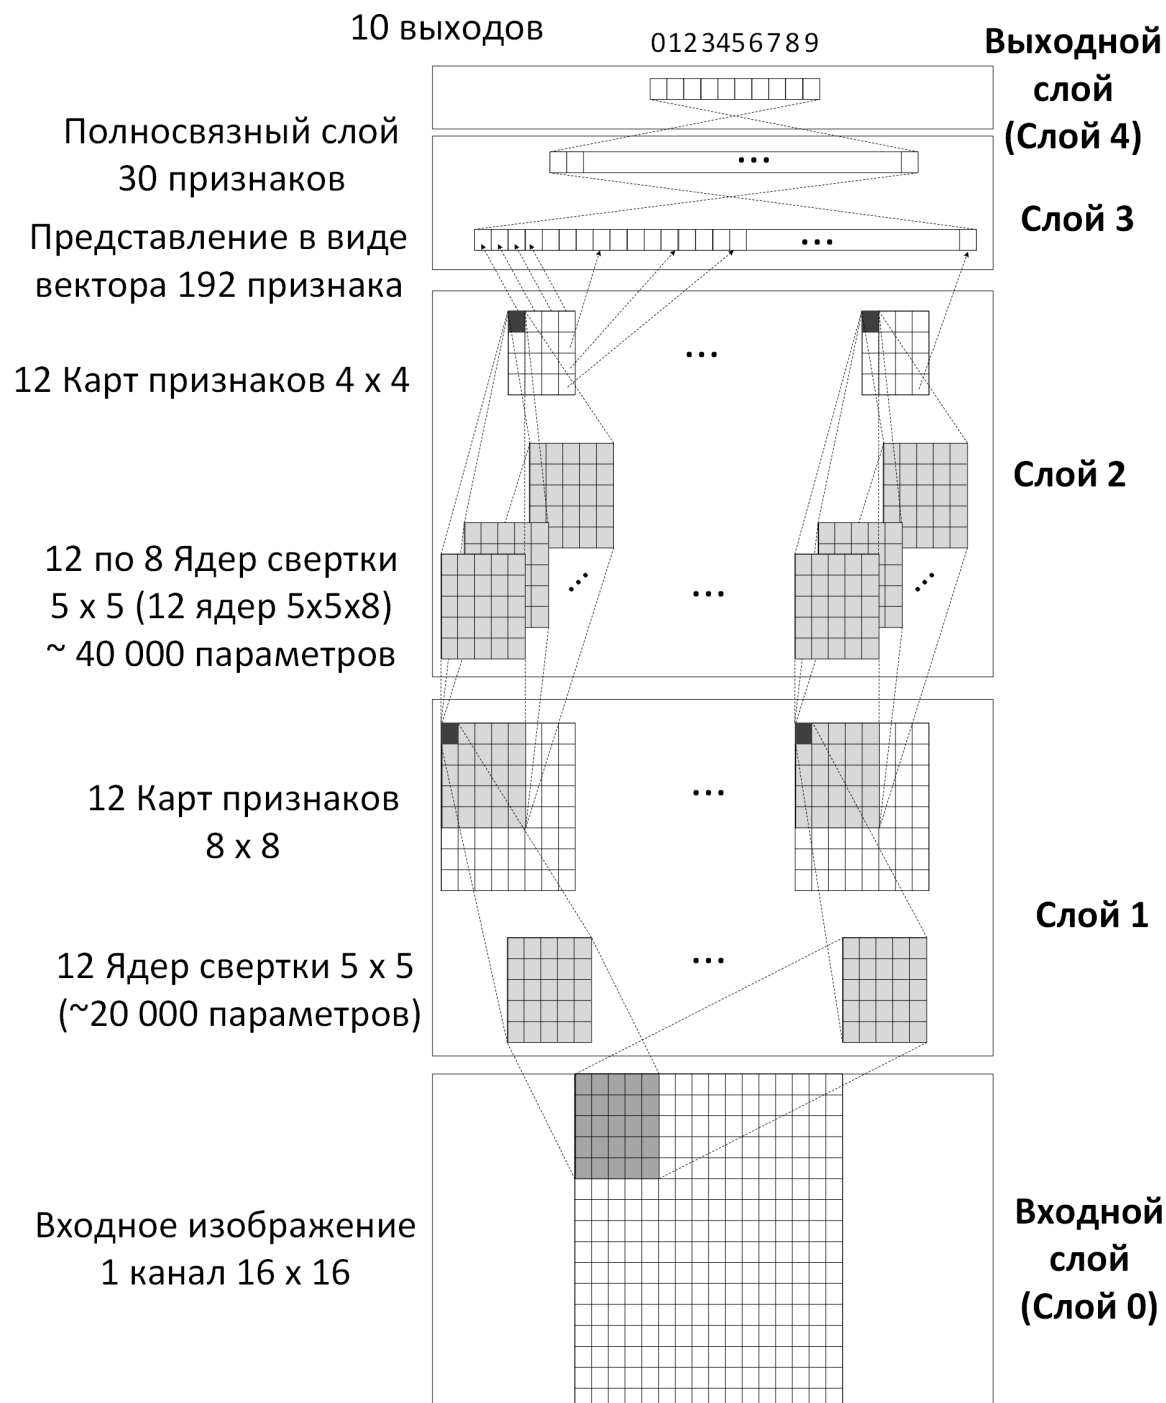 10 выходов
0123456789
Выходной
слой
(Слой 4)
Полносвязный слой
30 признаков
Слой 3
Представление в виде
вектора 192 признака
12 Карт признаков 4 x 4
Слой 2
12 по 8 Ядер свертки
5 x 5 (12 ядер 5x5x8)
~ 40 000 параметров
12 Карт признаков
8 x 8
Слой 1
12 Ядер свертки 5 x 5
(~20 000 параметров)
Входное изображение
1 канал 16 x 16
Входной
слой
(Слой 0)